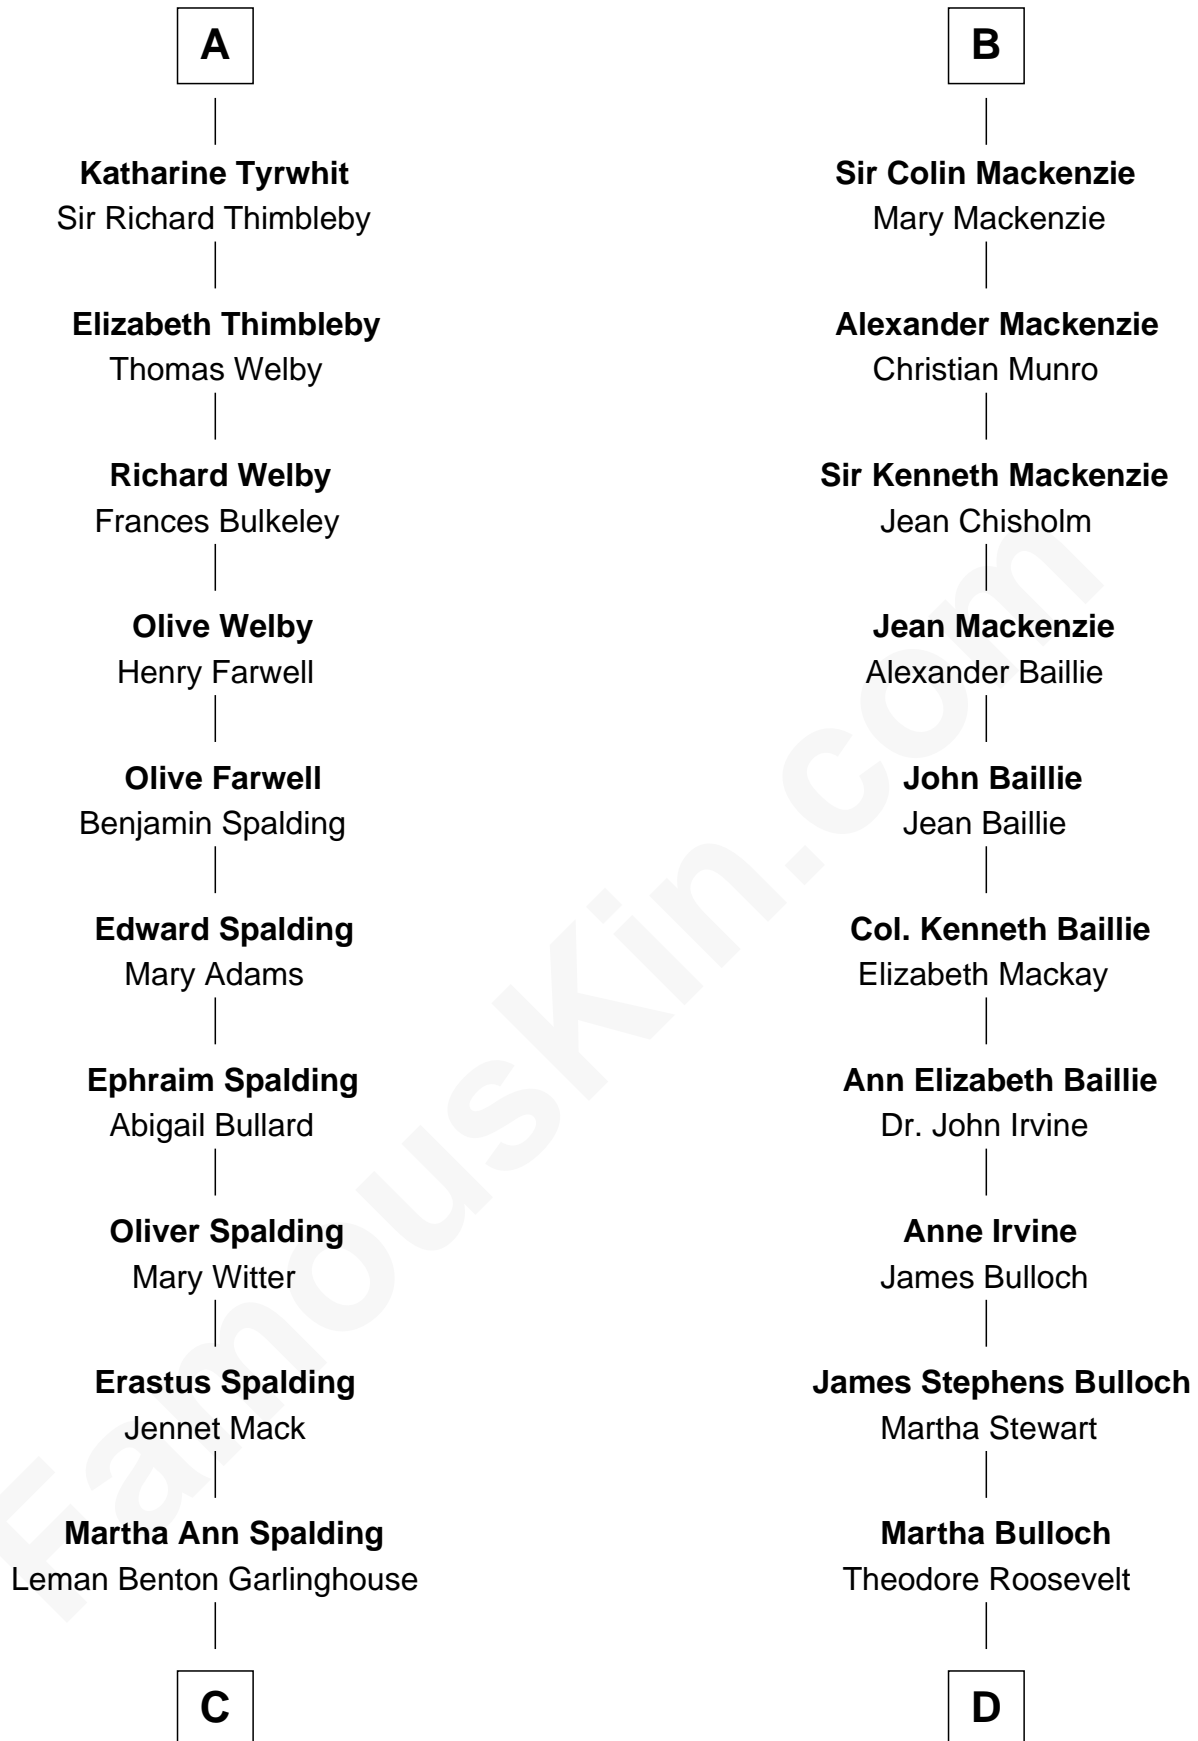 A
Katharine Tyrwhit
Sir Richard Thimbleby
Elizabeth Thimbleby
Thomas Welby
Richard Welby
Frances Bulkeley
Olive Welby
Henry Farwell
Olive Farwell
Benjamin Spalding
Edward Spalding
Mary Adams
Ephraim Spalding
Abigail Bullard
Oliver Spalding
Mary Witter
Erastus Spalding
Jennet Mack
Martha Ann Spalding
Leman Benton Garlinghouse
C
B
Sir Colin Mackenzie
Mary Mackenzie
Alexander Mackenzie
Christian Munro
Sir Kenneth Mackenzie
Jean Chisholm
Jean Mackenzie
Alexander Baillie
John Baillie
Jean Baillie
Col. Kenneth Baillie
Elizabeth Mackay
Ann Elizabeth Baillie
Dr. John Irvine
Anne Irvine
James Bulloch
James Stephens Bulloch
Martha Stewart
Martha Bulloch
Theodore Roosevelt
D
FamousKin.com